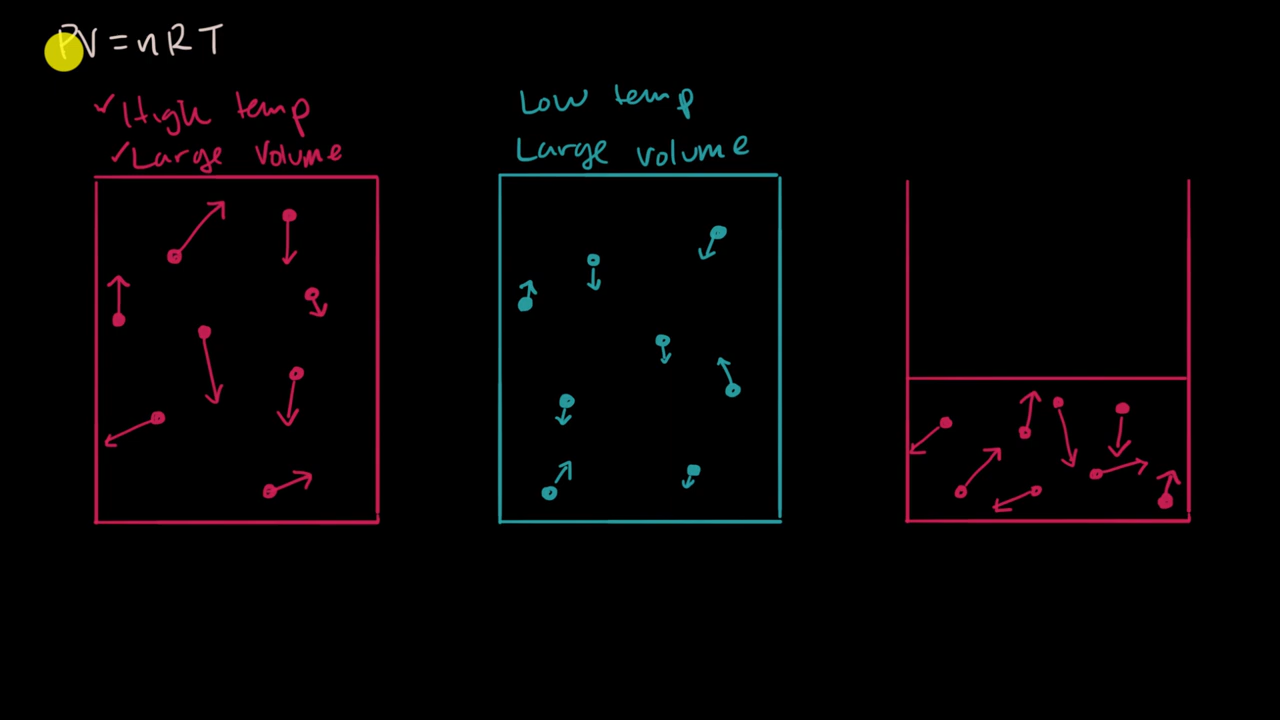 PV = nRT
✓High temp
✓Large volume
Low temp
Large volume